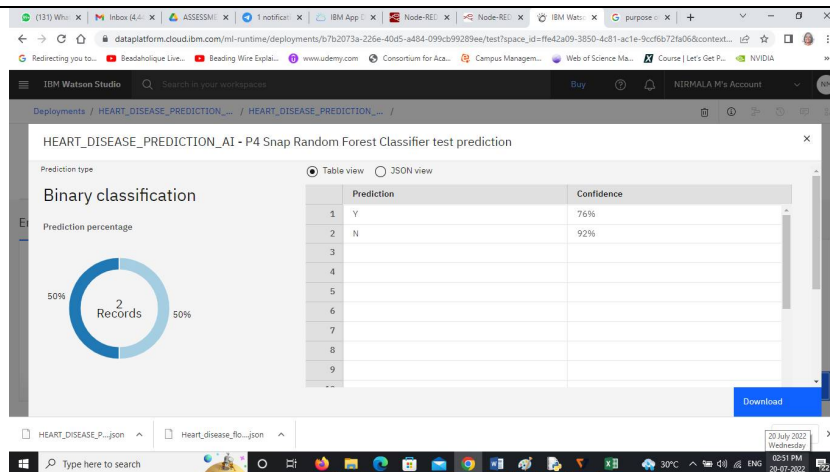 (131) Wha
Inbox (4,4
ASSESSME
1 notificat
IBM App D
Node-RED
Node-RED
IBM Watso
purpose o
dataplatform.cloud.ibm.com/ml-runtime/deployments/b7b2073a-226e-40d5-a484-099cb99289ee/test?space_id=ffe42a09-3850-4c81-ac1e-9ccf6b72fa06&context...
Redirecting you to...
Beadaholique Live...
Beading Wire Explai...
www.udemy.com
Consortium for Aca...
Campus Managem...
Web of Science Ma...
Course | Let's Get P...
NVIDIA
IBM Watson Studio
Search in your workspaces
Buy
NIRMALA M's Account
Deployments / HEART_DISEASE_PREDICTION_... / HEART_DISEASE_PREDICTION_... /
HEART_DISEASE_PREDICTION_AI - P4 Snap Random Forest Classifier test prediction
Prediction type
Binary classification
Prediction percentage
50%
2
Records
50%
Table view JSON view
Prediction Confidence
1 Y 76%
2 N 92%
3
4
5
6
7
8
9
Download
HEART_DISEASE_P....json
Heart_disease_flo....json
20 July 2022
Wednesday
Type here to search
30°C
ENG
02:51 PM
20-07-2022